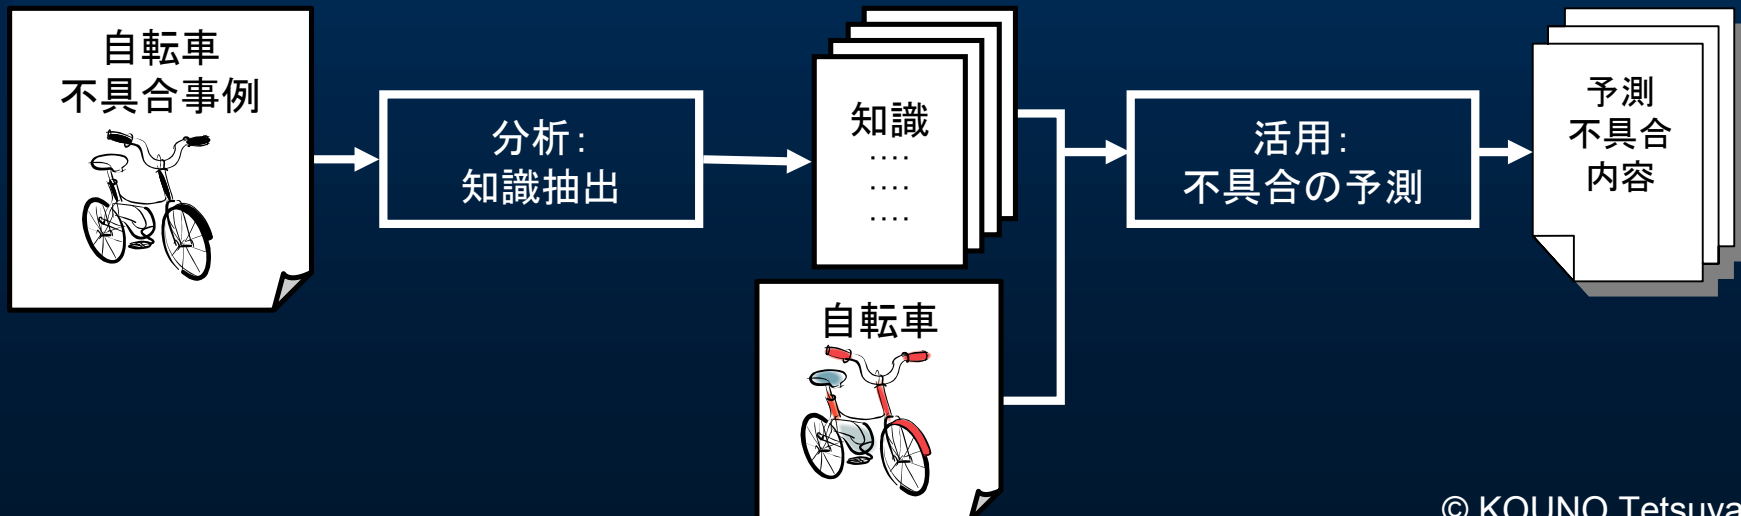 自転車
不具合事例
分析：
知識抽出
知識
....
....
....
自転車
活用：
不具合の予測
予測
不具合
内容
© KOUNO Tetsuya